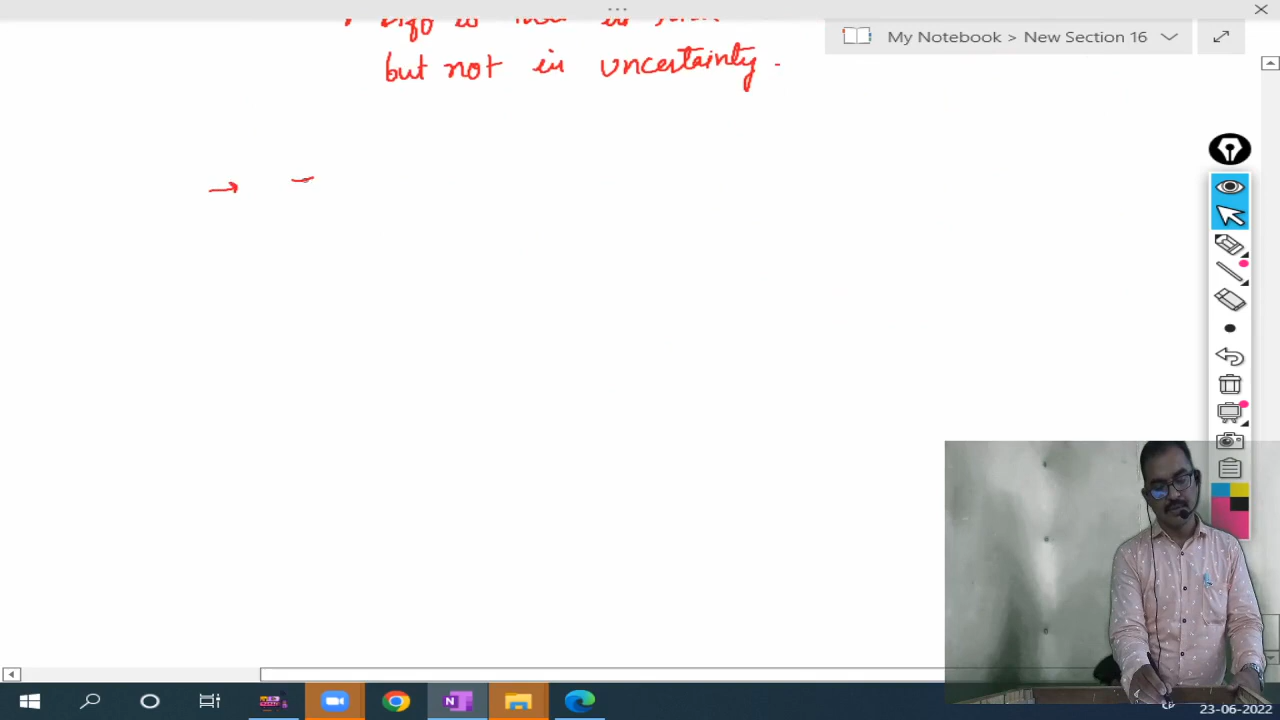 My Notebook > New Section 16
but not in uncertainty.
→
23-06-2022